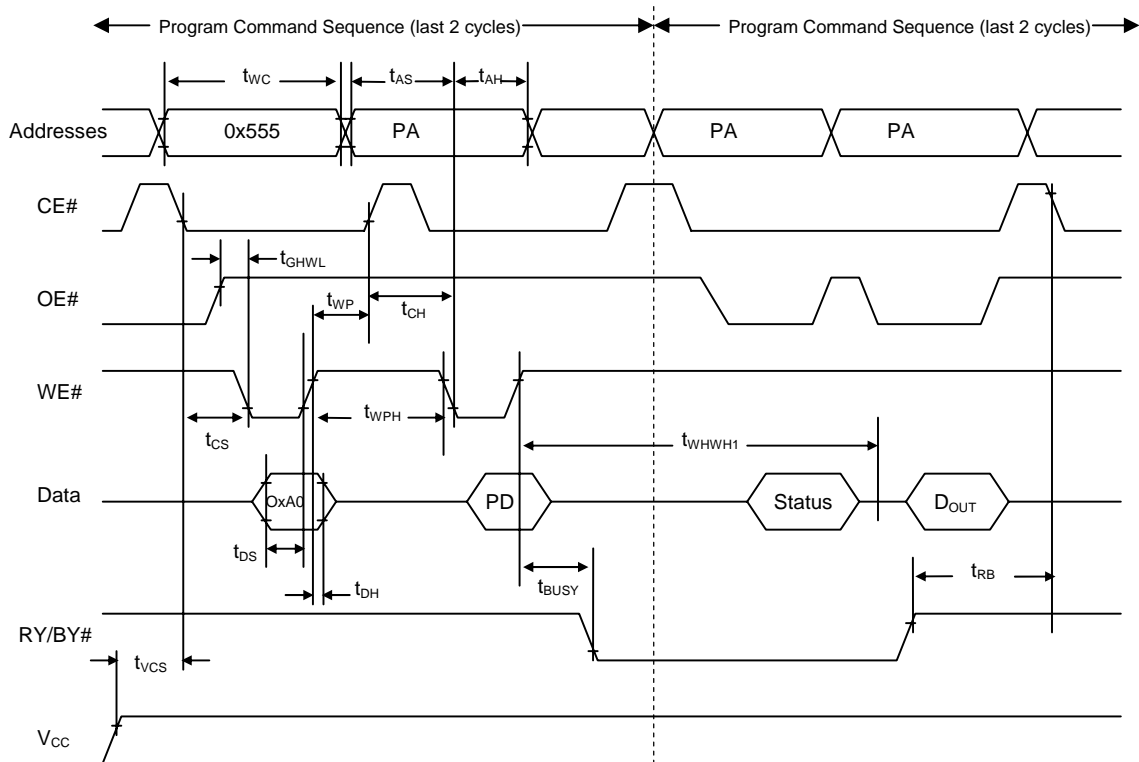 Program Command Sequence (last 2 cycles) Program Command Sequence (last 2 cycles)
tWC tAS tAH
Addresses 0x555 PA PA PA
CE#
tGHWL
OE#
tWP tCH
WE#
tCS tWPH tWHWH1
Data OxA0 PD Status DOUT
tDS tDH tBUSY tRB
RY/BY#
tVCS
VCC